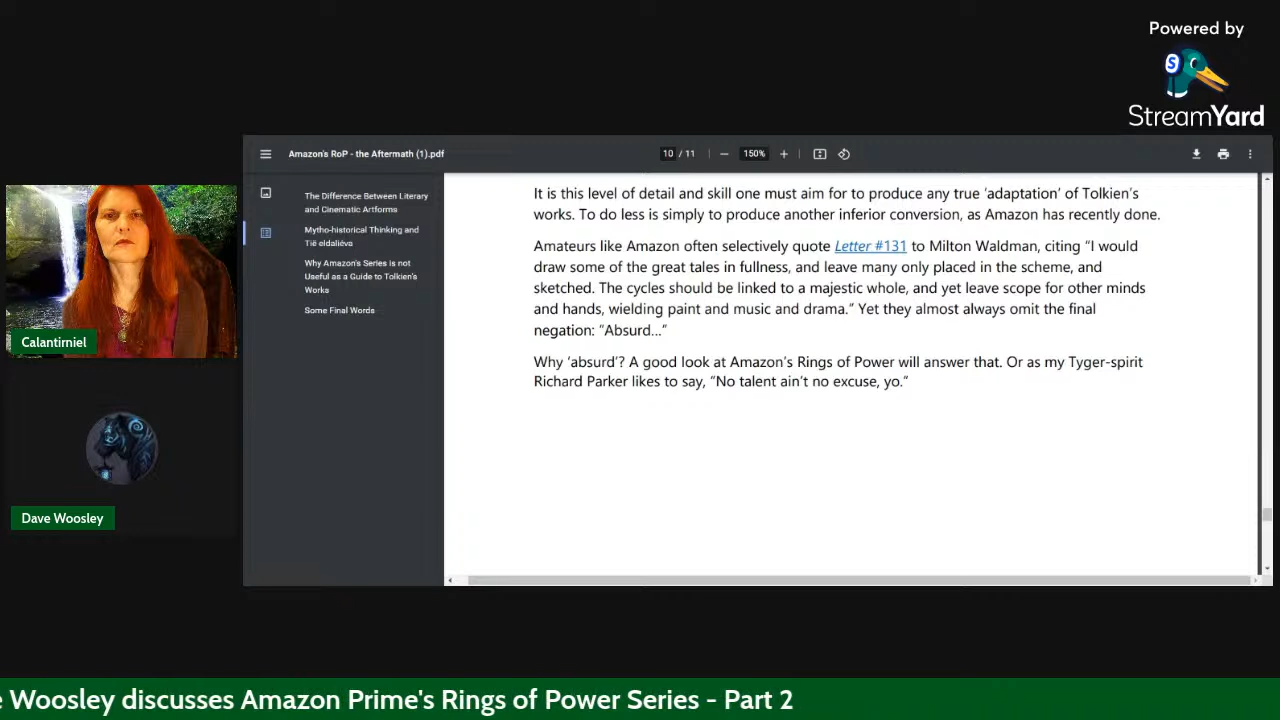 Powered by
S
StreamYard
Amazon's RoP - the Aftermath (1).pdf
10 / 11
150%
The Difference Between Literary
and Cinematic Artforms
Mytho-historical Thinking and
Tië eldaliéva
Why Amazon's Series is not
Useful as a Guide to Tolkien's
Works
Some Final Words
It is this level of detail and skill one must aim for to produce any true ‘adaptation’ of Tolkien’s
works. To do less is simply to produce another inferior conversion, as Amazon has recently done.
Amateurs like Amazon often selectively quote Letter #131 to Milton Waldman, citing “I would
draw some of the great tales in fullness, and leave many only placed in the scheme, and
sketched. The cycles should be linked to a majestic whole, and yet leave scope for other minds
and hands, wielding paint and music and drama.” Yet they almost always omit the final
negation: “Absurd...”
Why ‘absurd’? A good look at Amazon’s Rings of Power will answer that. Or as my Tyger-spirit
Richard Parker likes to say, “No talent ain’t no excuse, yo.”
Calantirniel
Dave Woosley
e Woosley discusses Amazon Prime's Rings of Power Series - Part 2